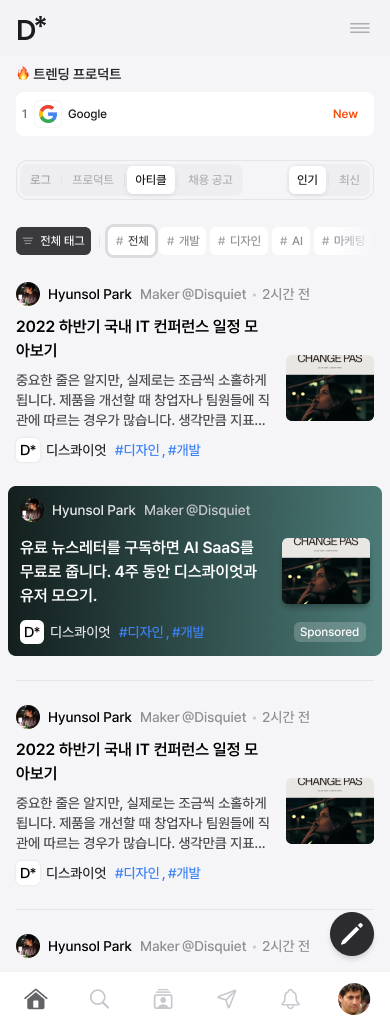 D*
🔥 트렌딩 프로덕트
1 Google New
로그 프로덕트 아티클 채용 공고 인기 최신
전체 태그 # 전체 # 개발 # 디자인 # AI # 마케팅
Hyunsol Park Maker @Disquiet • 2시간 전
2022 하반기 국내 IT 컨퍼런스 일정 모
아보기
CHANGE PAS
중요한 줄은 알지만, 실제로는 조금씩 소홀하게
됩니다. 제품을 개선할 때 창업자나 팀원들에 직
관에 따르는 경우가 많습니다. 생각만큼 지표...
D* 디스콰이엇 #디자인 , #개발
Hyunsol Park Maker @Disquiet
유료 뉴스레터를 구독하면 AI SaaS를
무료로 줍니다. 4주 동안 디스콰이엇과
유저 모으기.
CHANGE PAS
D* 디스콰이엇 #디자인 , #개발 Sponsored
Hyunsol Park Maker @Disquiet • 2시간 전
2022 하반기 국내 IT 컨퍼런스 일정 모
아보기
CHANGE PAS
중요한 줄은 알지만, 실제로는 조금씩 소홀하게
됩니다. 제품을 개선할 때 창업자나 팀원들에 직
관에 따르는 경우가 많습니다. 생각만큼 지표...
D* 디스콰이엇 #디자인 , #개발
Hyunsol Park Maker @Disquiet • 2시간 전